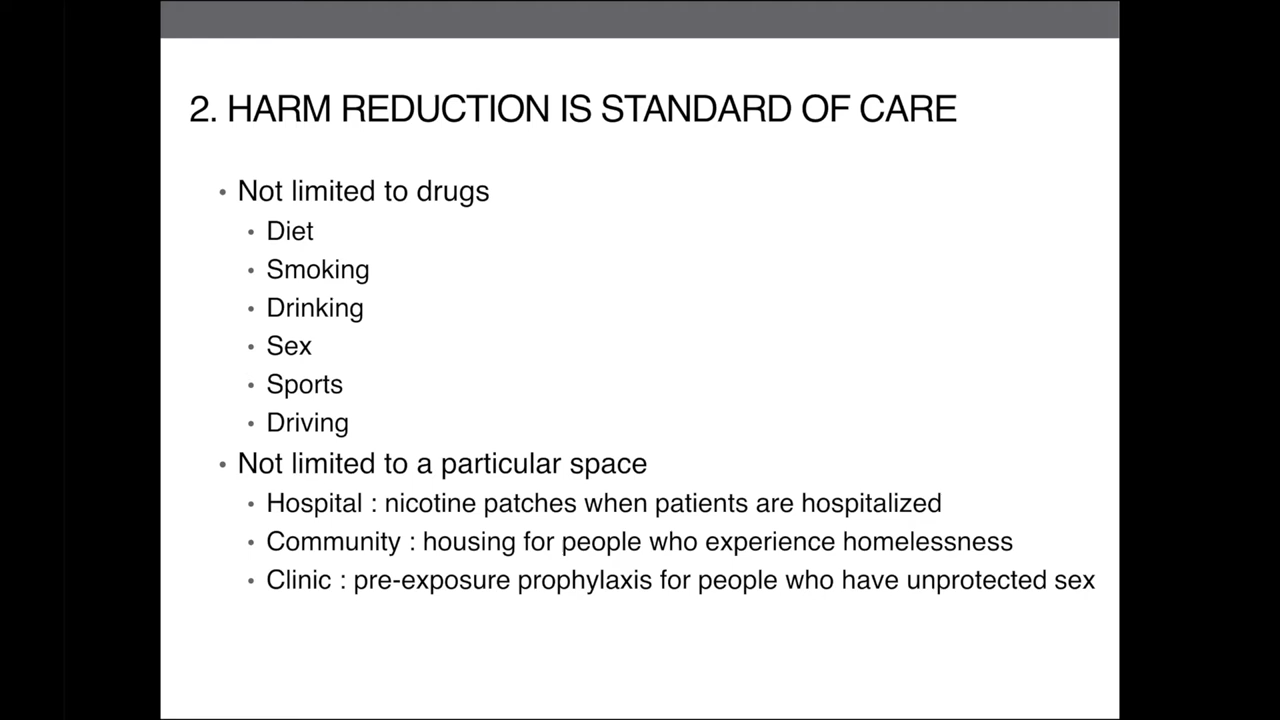 2. HARM REDUCTION IS STANDARD OF CARE
• Not limited to drugs
• Diet
• Smoking
• Drinking
• Sex
• Sports
• Driving
• Not limited to a particular space
• Hospital : nicotine patches when patients are hospitalized
• Community : housing for people who experience homelessness
• Clinic : pre-exposure prophylaxis for people who have unprotected sex